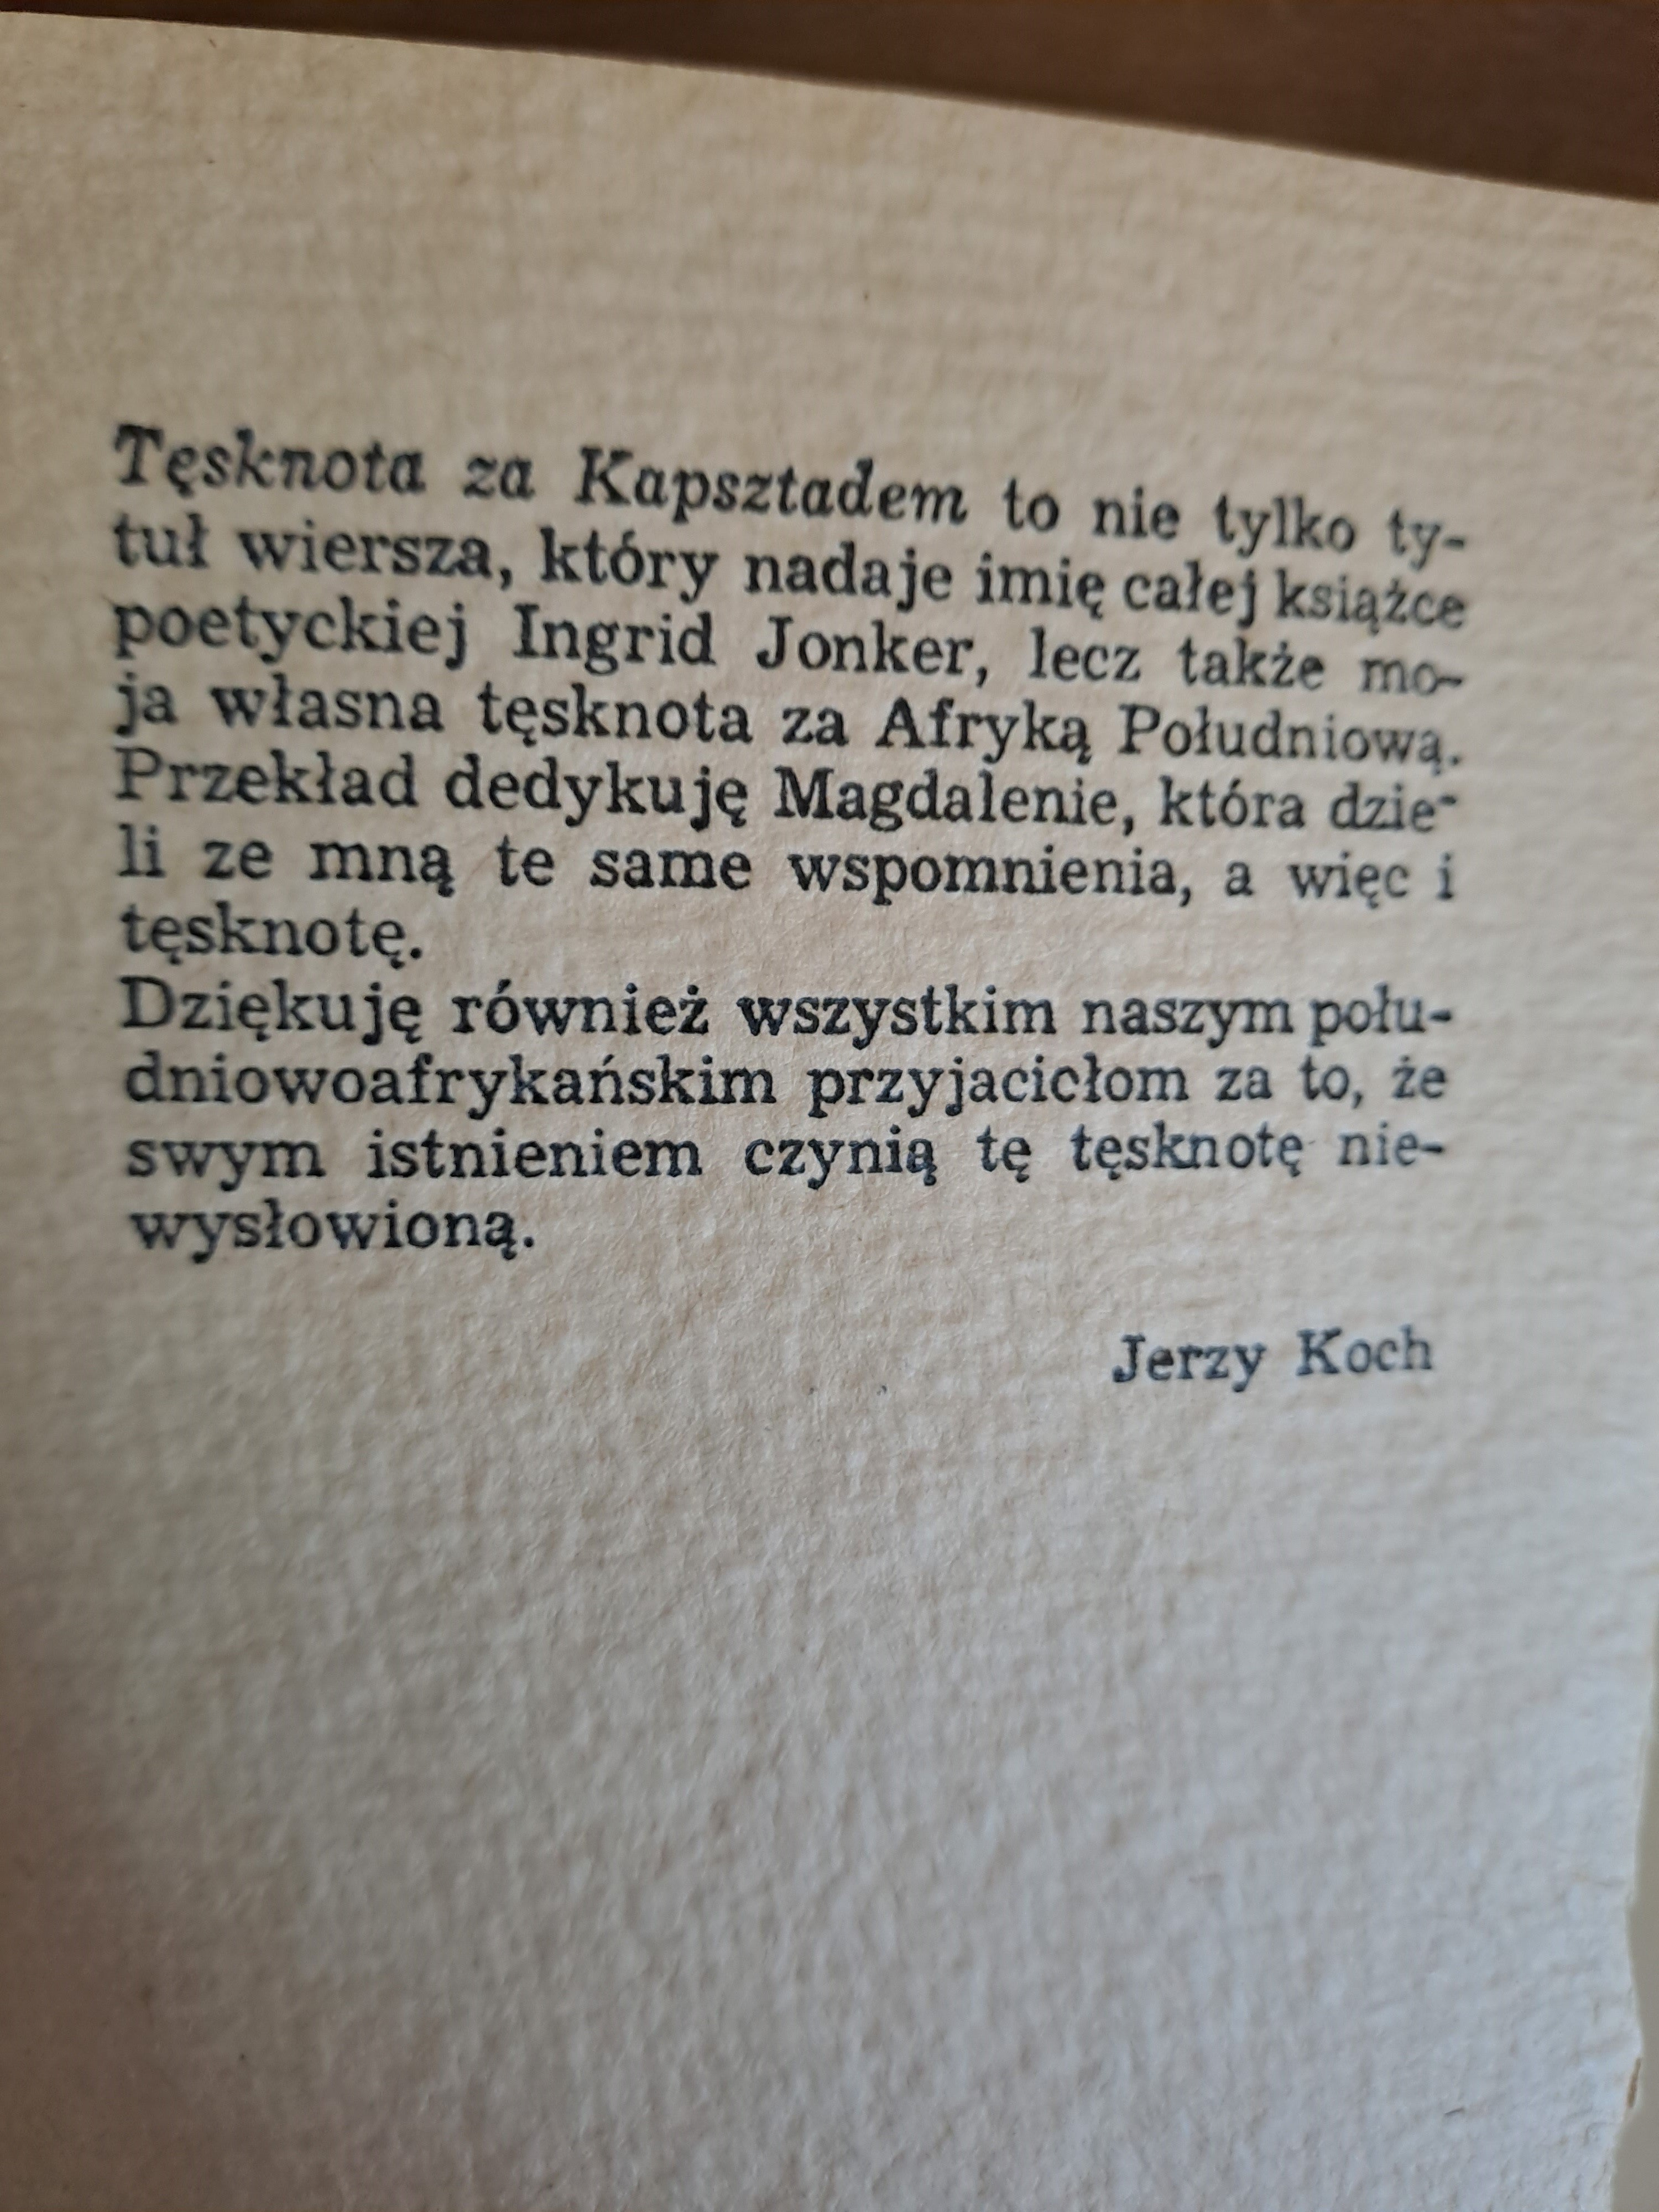 Tęsknota za Kapsztadem to nie tylko ty-
tuł wiersza, który nadaje imię całej książce
poetyckiej Ingrid Jonker, lecz także mo-
ja własna tęsknota za Afryką Południową.
Przekład dedykuję Magdalenie, która dzie-
li ze mną te same wspomnienia, a więc i
tęsknotę.
Dziękuję również wszystkim naszym połu-
dniowoafrykańskim przyjaciołom za to, że
swym istnieniem czynią tę tęsknotę nie-
wysłowioną.
Jerzy Koch